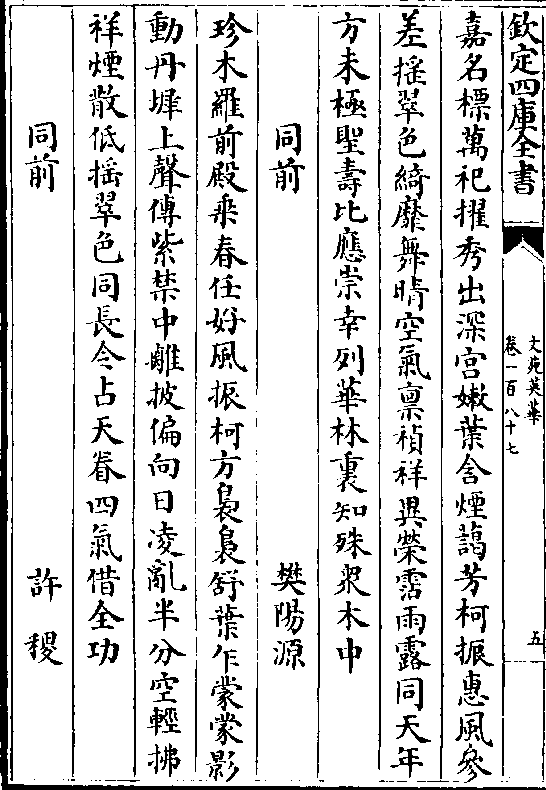 欽定四庫全書
文苑英華
卷一百八十七
五
嘉名標萬祀擢秀出深宫嫩葉含煙藹芳柯振惠風參
差揺翠色綺靡舞晴空氣禀禎祥異榮霑雨露同天年
方未極聖壽比應崇幸列華林裏知殊衆木中
同前 樊陽源
珍木羅前殿乘春任好風振柯方裊裊舒葉乍蒙蒙影
動丹墀上聲傳紫禁中離披偏向日凌亂半分空輕拂
祥煙散低揺翠色同長令占天眷四氣借全功
同前 許稷